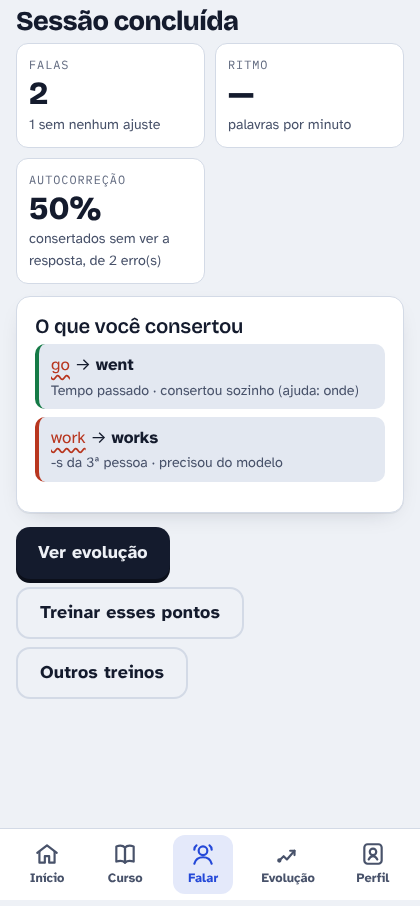 Sessão concluída
FALAS
2
1 sem nenhum ajuste
RITMO
—
palavras por minuto
AUTOCORREÇÃO
50%
consertados sem ver a
resposta, de 2 erro(s)
O que você consertou
go → went
Tempo passado · consertou sozinho (ajuda: onde)
work → works
-s da 3ª pessoa · precisou do modelo
Ver evolução
Treinar esses pontos
Outros treinos
Início
Curso
Falar
Evolução
Perfil